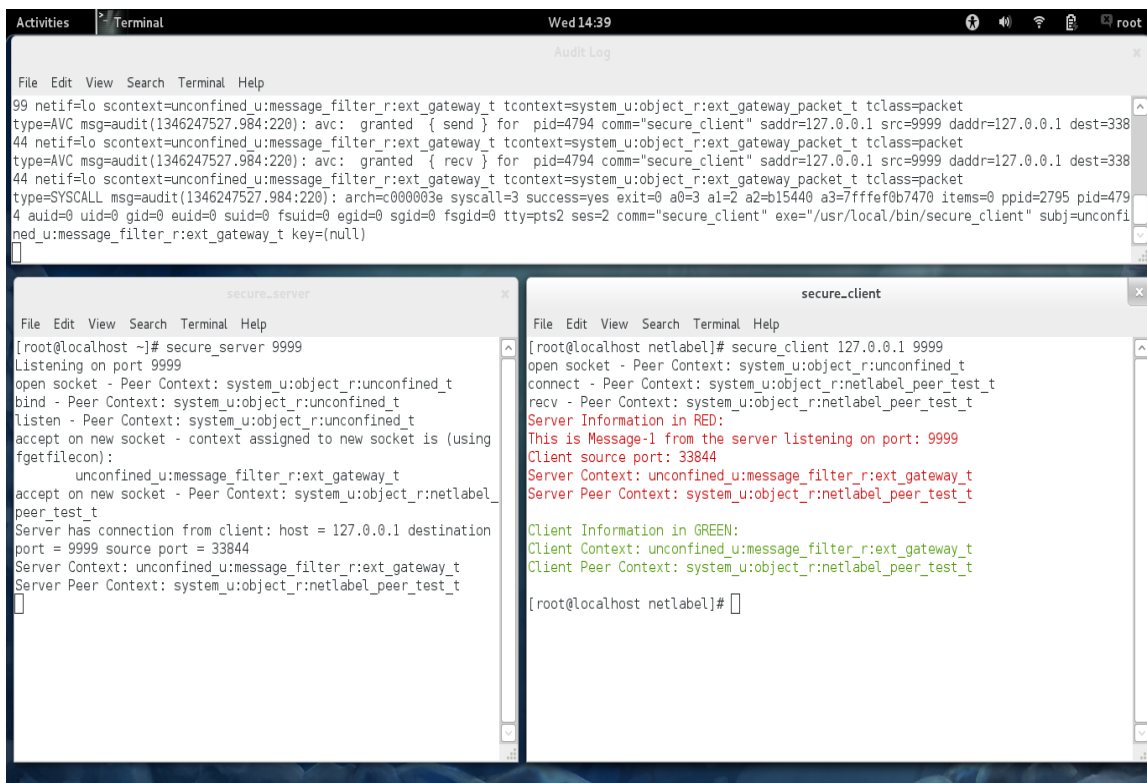 Activities Terminal Wed 14:39 root
Audit Log
File Edit View Search Terminal Help
99 netif=lo scontext=unconfined_u:message_filter_r:ext_gateway_t tcontext=system_u:object_r:ext_gateway_packet_t tclass=packet
type=AVC msg=audit(1346247527.984:220): avc:  granted  { send } for  pid=4794 comm="secure_client" saddr=127.0.0.1 src=9999 daddr=127.0.0.1 dest=338
44 netif=lo scontext=unconfined_u:message_filter_r:ext_gateway_t tcontext=system_u:object_r:ext_gateway_packet_t tclass=packet
type=AVC msg=audit(1346247527.984:220): avc:  granted  { recv } for  pid=4794 comm="secure_client" saddr=127.0.0.1 src=9999 daddr=127.0.0.1 dest=338
44 netif=lo scontext=unconfined_u:message_filter_r:ext_gateway_t tcontext=system_u:object_r:ext_gateway_packet_t tclass=packet
type=SYSCALL msg=audit(1346247527.984:220): arch=c000003e syscall=3 success=yes exit=0 a0=3 a1=2 a2=b15440 a3=7fffef0b7470 items=0 ppid=2795 pid=479
4 auid=0 uid=0 gid=0 euid=0 suid=0 fsuid=0 egid=0 sgid=0 fsgid=0 tty=pts2 ses=2 comm="secure_client" exe="/usr/local/bin/secure_client" subj=unconfi
ned_u:message_filter_r:ext_gateway_t key=(null)
secure_server
File Edit View Search Terminal Help
[root@localhost ~]# secure_server 9999
Listening on port 9999
open socket - Peer Context: system_u:object_r:unconfined_t
bind - Peer Context: system_u:object_r:unconfined_t
listen - Peer Context: system_u:object_r:unconfined_t
accept on new socket - context assigned to new socket is (using
fgetfilecon):
unconfined_u:message_filter_r:ext_gateway_t
accept on new socket - Peer Context: system_u:object_r:netlabel_
peer_test_t
Server has connection from client: host = 127.0.0.1 destination
port = 9999 source port = 33844
Server Context: unconfined_u:message_filter_r:ext_gateway_t
Server Peer Context: system_u:object_r:netlabel_peer_test_t
secure_client
File Edit View Search Terminal Help
[root@localhost netlabel]# secure_client 127.0.0.1 9999
open socket - Peer Context: system_u:object_r:unconfined_t
connect - Peer Context: system_u:object_r:netlabel_peer_test_t
recv - Peer Context: system_u:object_r:netlabel_peer_test_t
Server Information in RED:
This is Message-1 from the server listening on port: 9999
Client source port: 33844
Server Context: unconfined_u:message_filter_r:ext_gateway_t
Server Peer Context: system_u:object_r:netlabel_peer_test_t
Client Information in GREEN:
Client Context: unconfined_u:message_filter_r:ext_gateway_t
Client Peer Context: system_u:object_r:netlabel_peer_test_t
[root@localhost netlabel]#